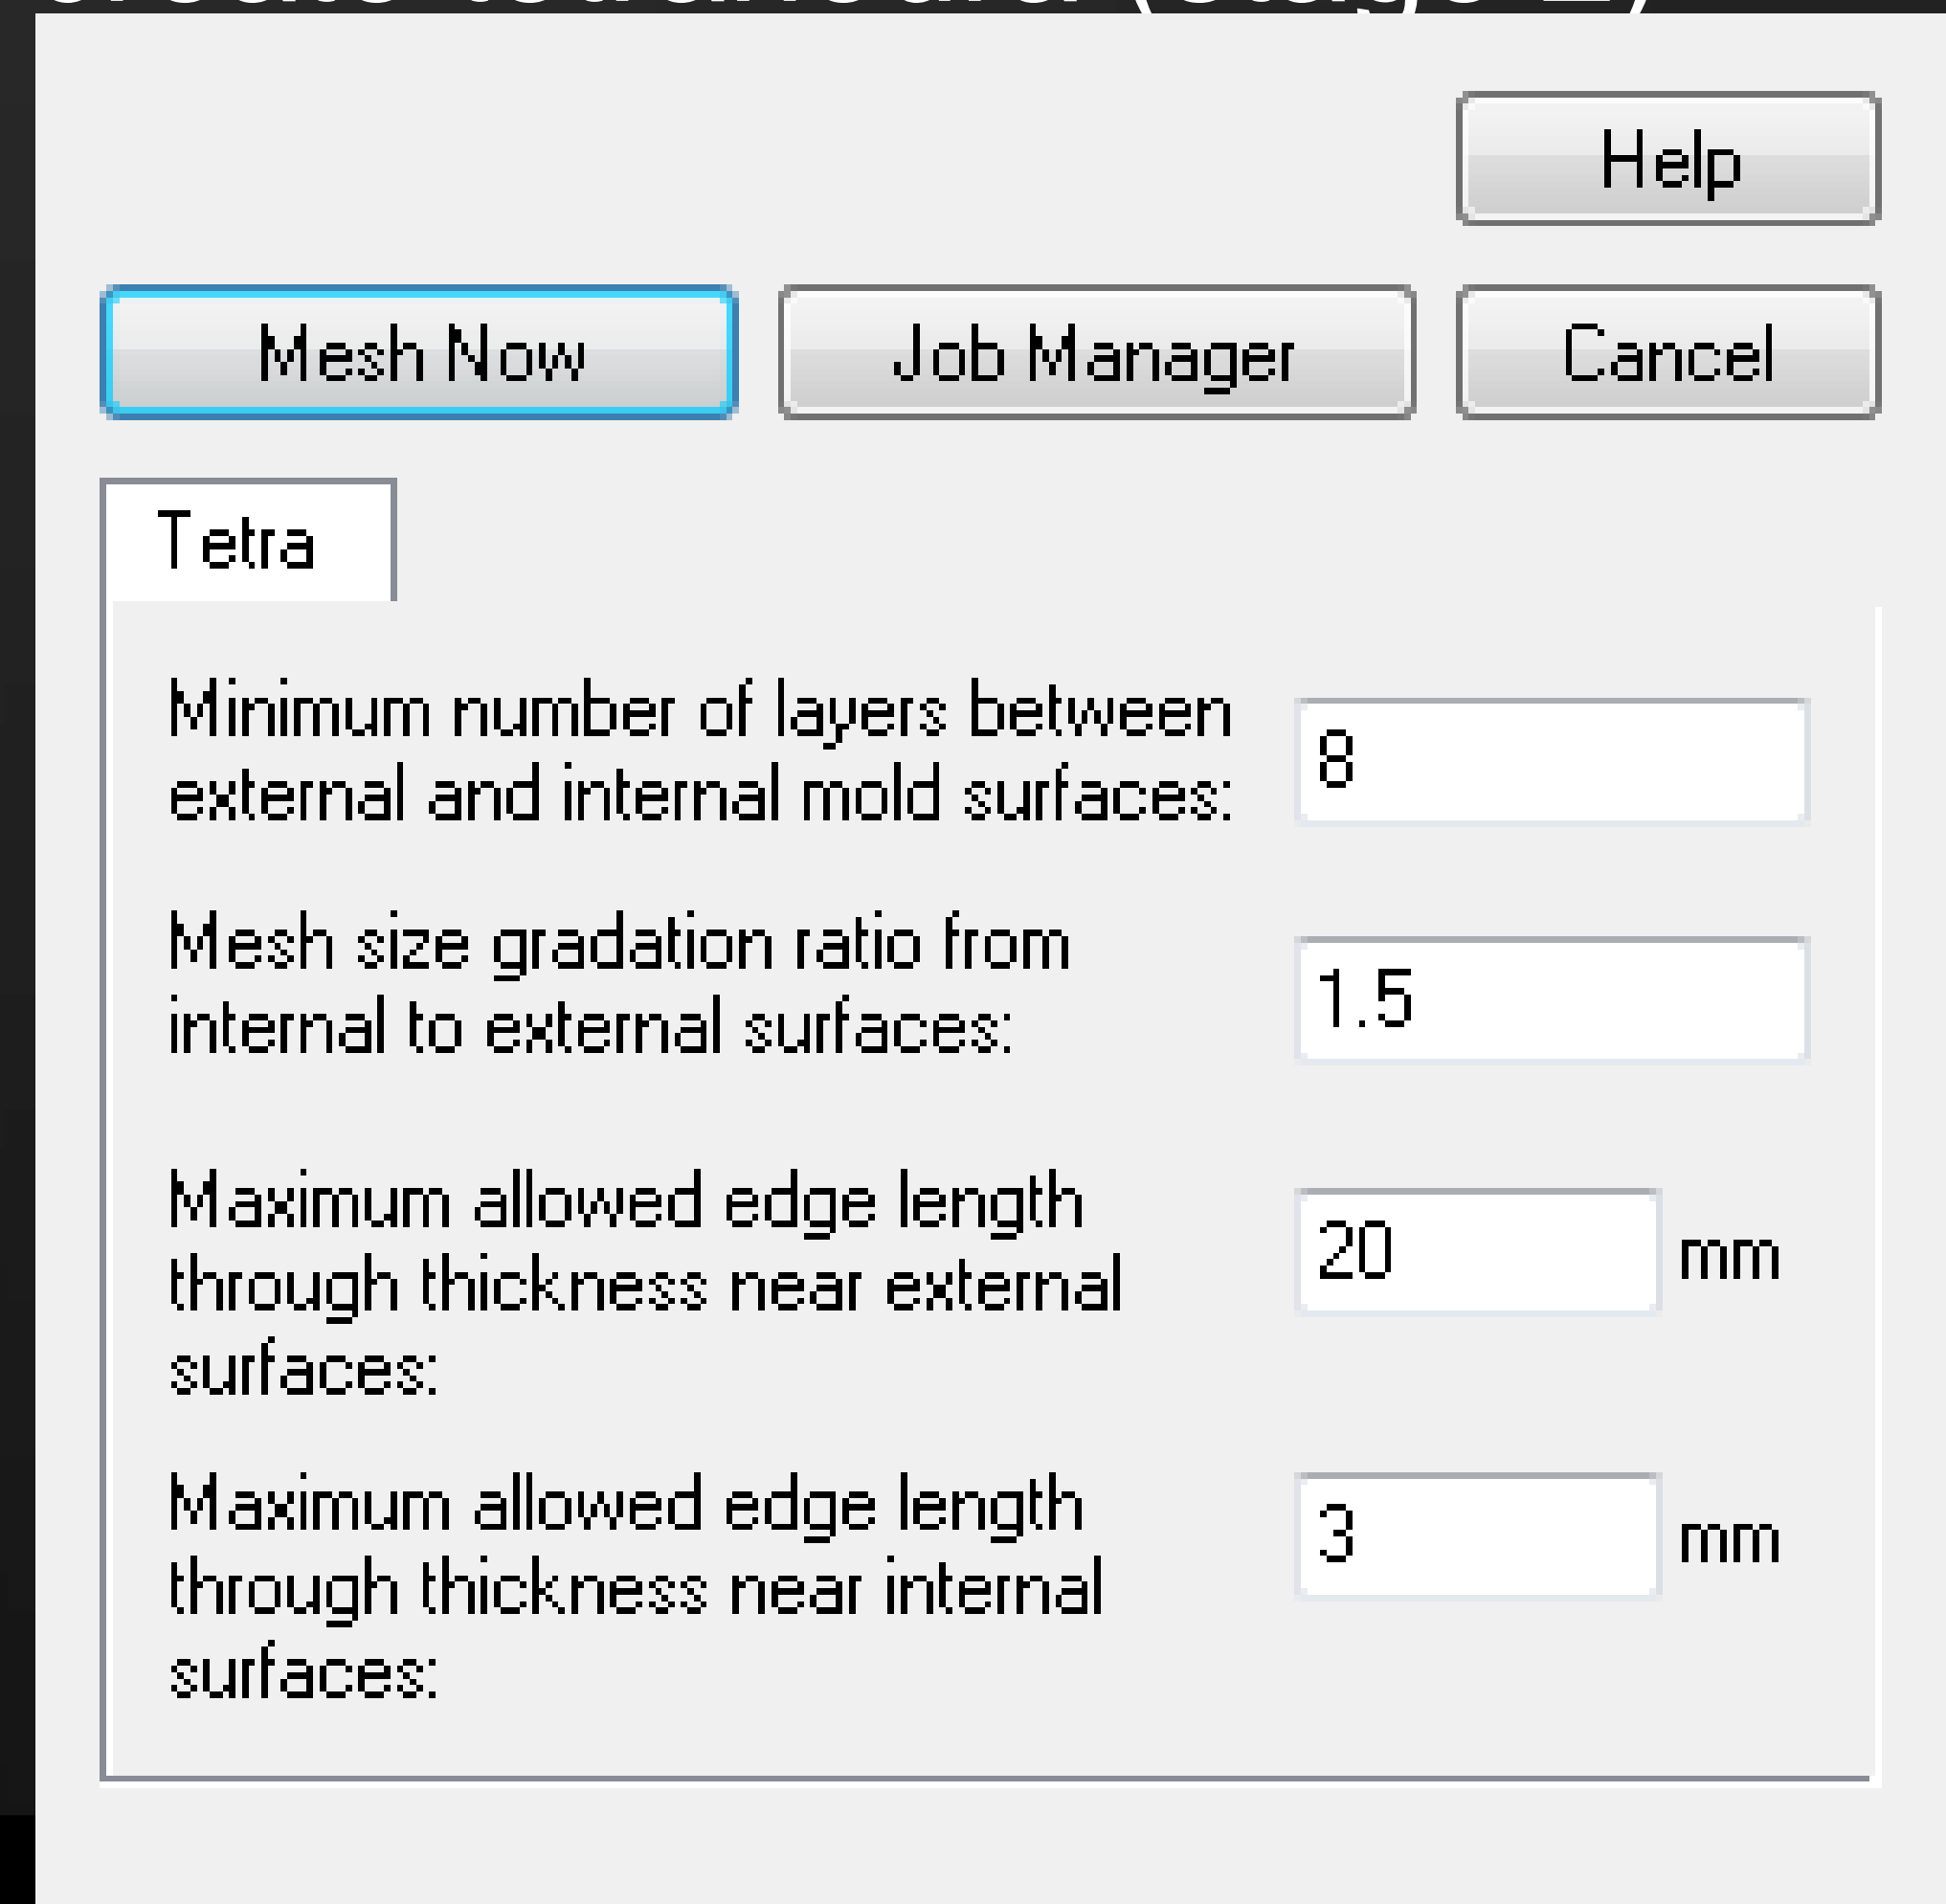 Help
Mesh Now Job Manager Cancel
Tetra
Minimum number of layers between
external and internal mold surfaces:
8
Mesh size gradation ratio from
internal to external surfaces:
1.5
Maximum allowed edge length
through thickness near external
surfaces:
20 mm
Maximum allowed edge length
through thickness near internal
surfaces:
3 mm